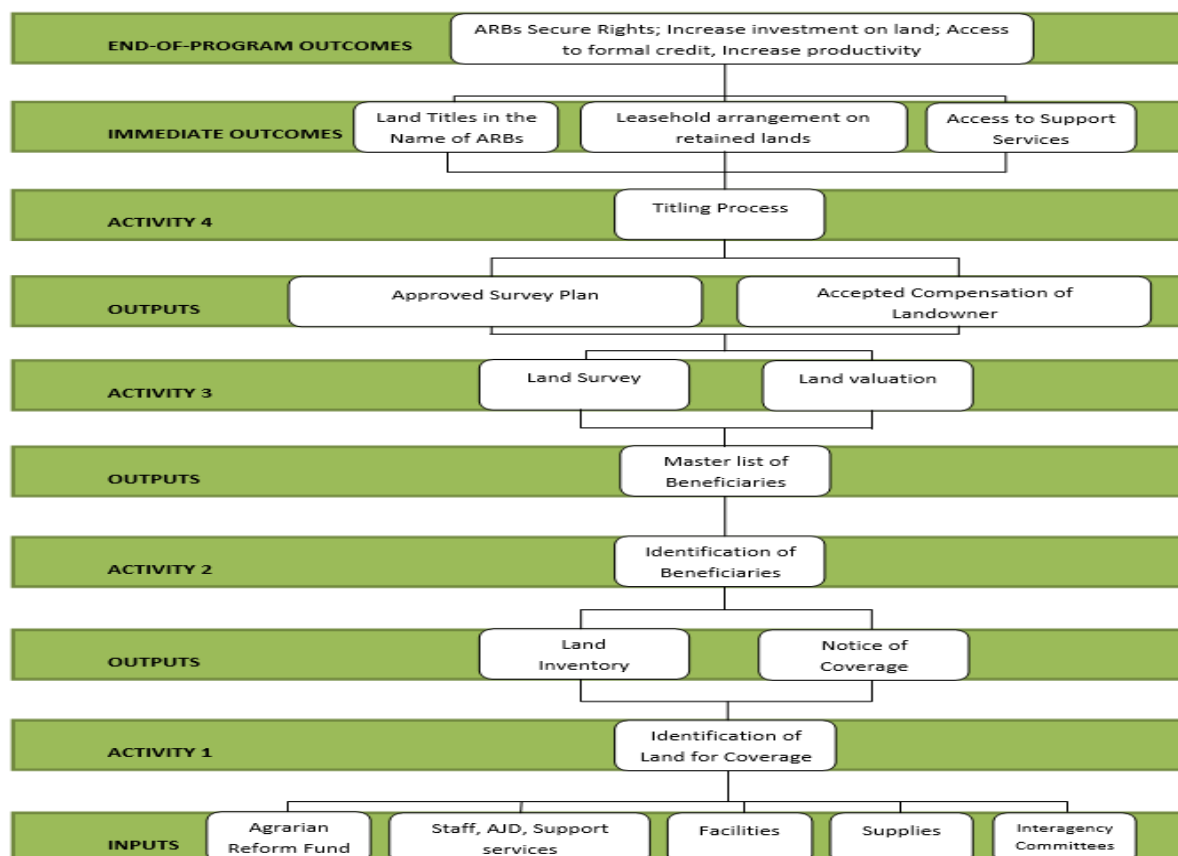 END-OF-PROGRAM OUTCOMES
ARBs Secure Rights; Increase investment on land; Access
to formal credit, Increase productivity
IMMEDIATE OUTCOMES
Land Titles in the
Name of ARBs
Leasehold arrangement on
retained lands
Access to Support
Services
ACTIVITY 4
Titling Process
OUTPUTS
Approved Survey Plan
Accepted Compensation of
Landowner
ACTIVITY 3
Land Survey
Land valuation
OUTPUTS
Master list of
Beneficiaries
ACTIVITY 2
Identification of
Beneficiaries
OUTPUTS
Land
Inventory
Notice of
Coverage
ACTIVITY 1
Identification of
Land for Coverage
INPUTS
Agrarian
Reform Fund
Staff, AJD, Support
services
Facilities
Supplies
Interagency
Committees